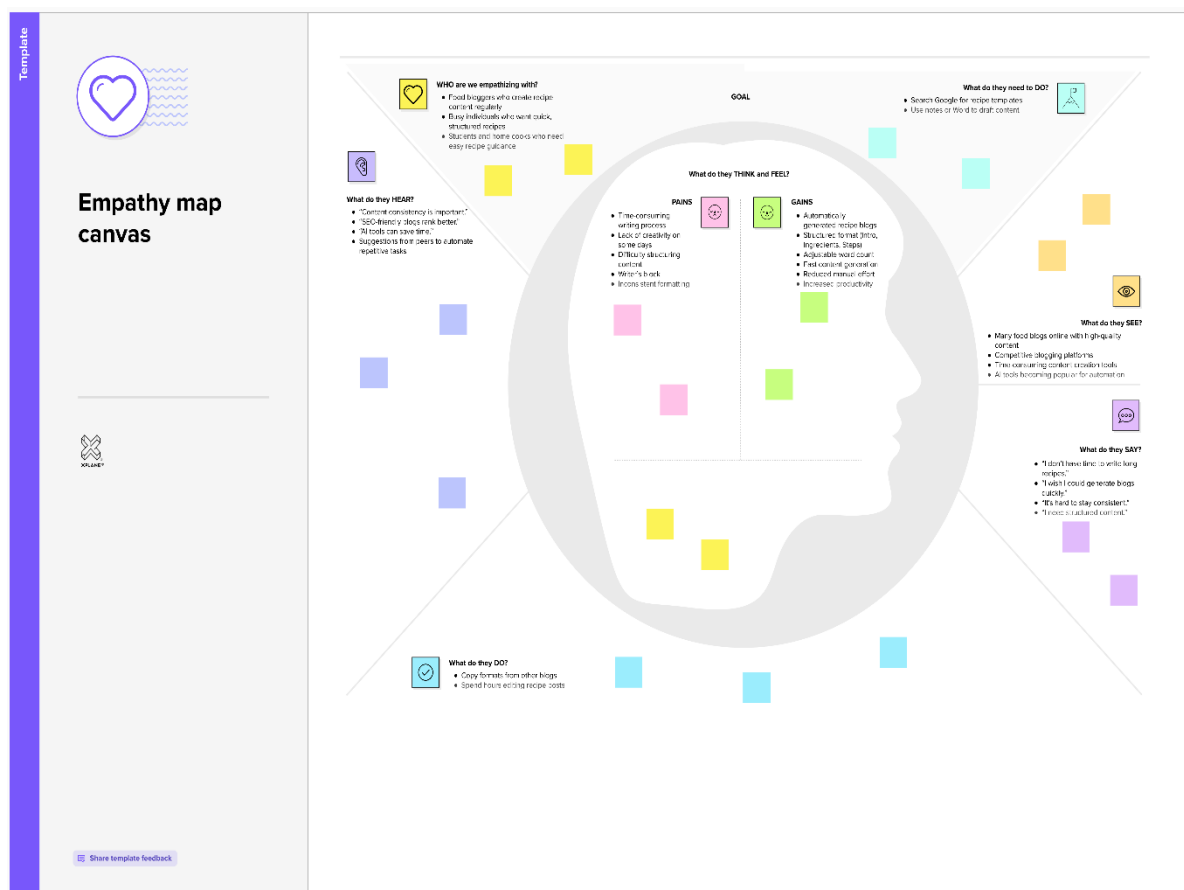 Template
Empathy map
canvas
XPLANE
Share template feedback
WHO are we empathizing with?
Food bloggers who create recipe
content regularly
Busy individuals who want quick,
structured recipes
Students and home cooks who need
easy recipe guidance
GOAL
What do they need to DO?
Search Google for recipe templates
Use notes or Word to draft content
What do they HEAR?
"Content consistency is important."
"SEO-friendly blogs rank better."
"AI tools can save time."
Suggestions from peers to automate
repetitive tasks
What do they THINK and FEEL?
PAINS
Time-consuming
writing process
Lack of creativity on
some days
Difficulty structuring
content
Writer's block
Inconsistent formatting
GAINS
Automatically
generated recipe blogs
Structured format (Intro,
Ingredients, Steps)
Adjustable word count
Fast content generation
Reduced manual effort
Increased productivity
What do they SEE?
Many food blogs online with high-quality
content
Competitive blogging platforms
Time-consuming content creation tools
AI tools becoming popular for automation
What do they SAY?
"I don't have time to write long
recipes."
"I wish I could generate blogs
quickly."
"It's hard to stay consistent."
"I need structured content."
What do they DO?
Copy formats from other blogs
Spend hours editing recipe posts